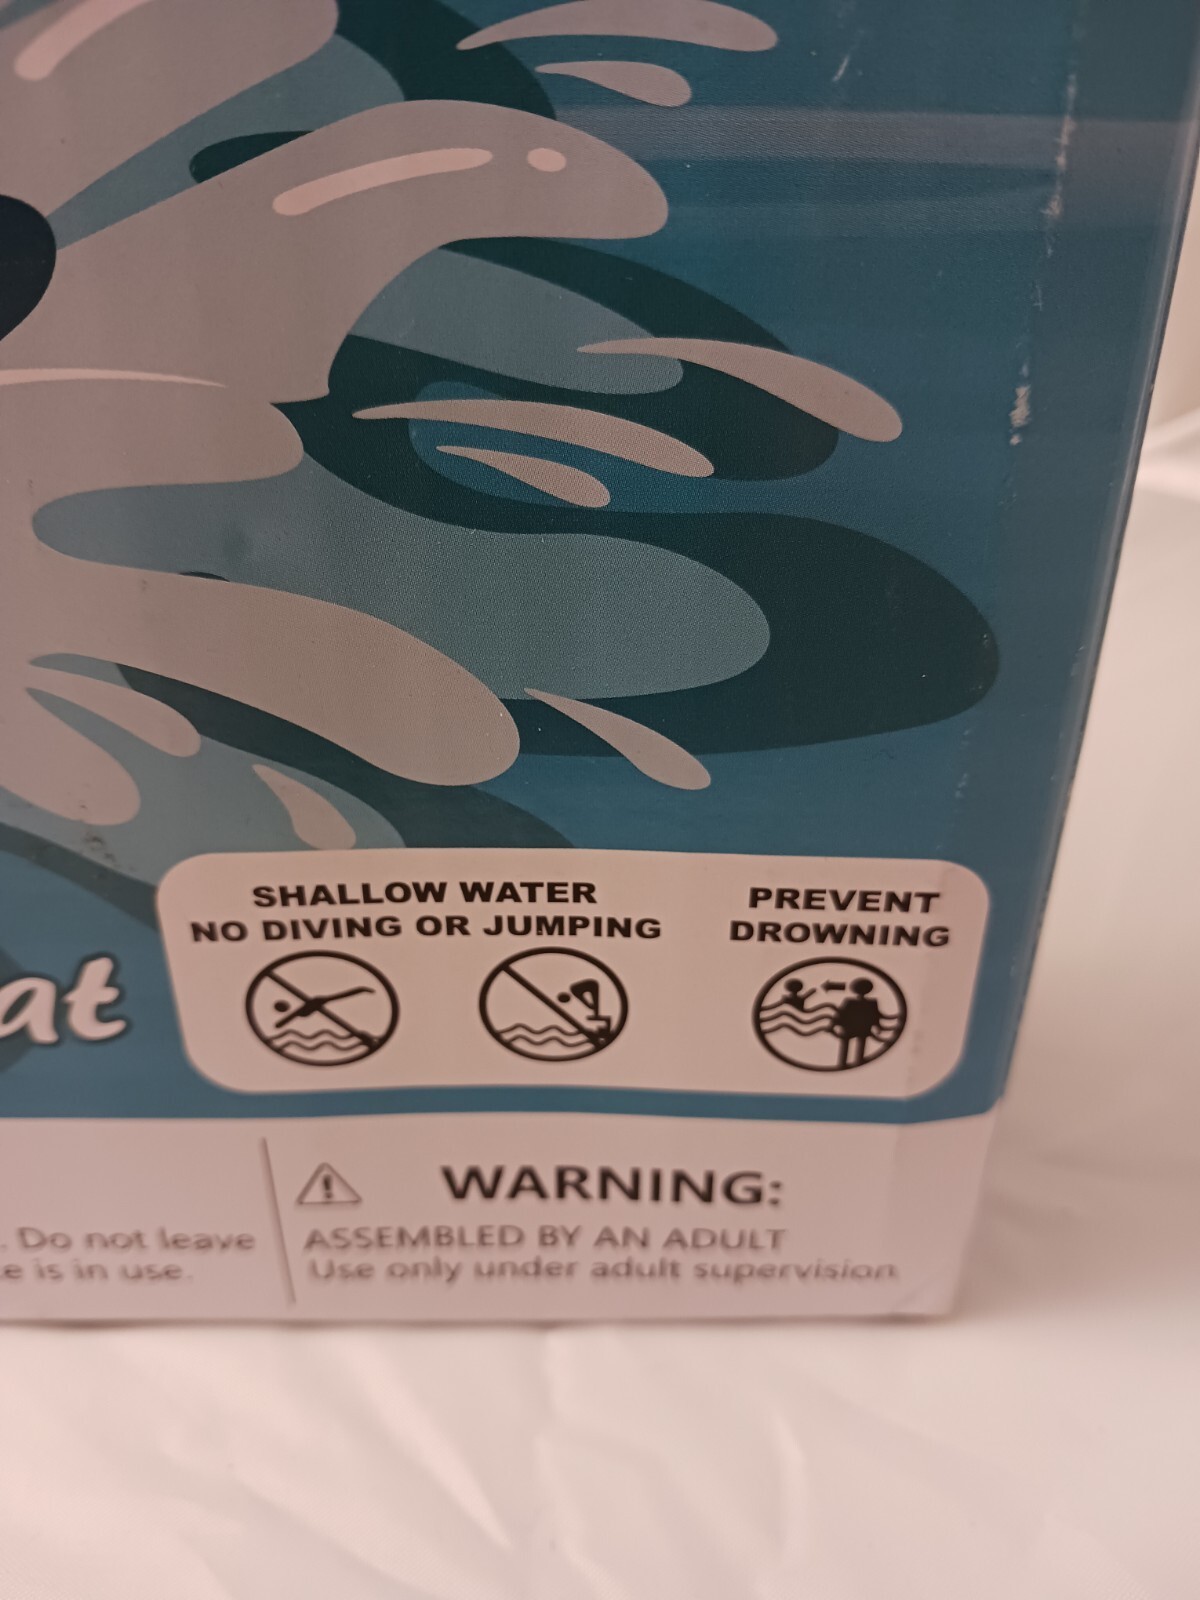 SHALLOW WATER
NO DIVING OR JUMPING
PREVENT
DROWNING
at
WARNING:
. Do not leave
e is in use.
ASSEMBLED BY AN ADULT
Use only under adult supervision